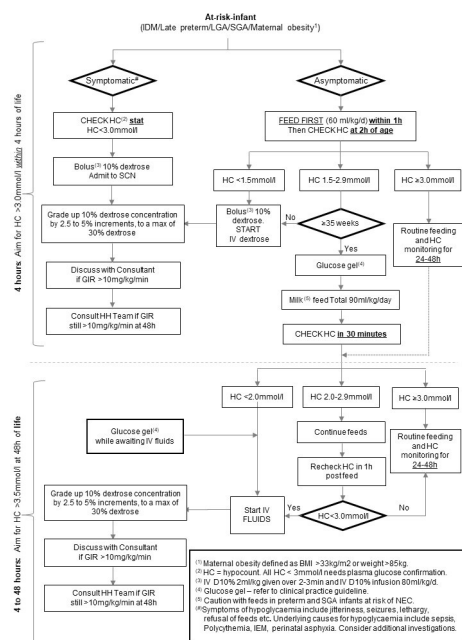 At-risk-infant
(IDM/Late preterm/LGA/SGA/Maternal obesity¹)
4 hours: Aim for HC >3.0mmol/l within 4 hours of life
Symptomatic#
Asymptomatic
CHECK HC⁽²⁾ stat
HC<3.0mmol/l
FEED FIRST (60 ml/kg/d) within 1h
Then CHECK HC at 2h of age
Bolus⁽³⁾ 10% dextrose
Admit to SCN
HC <1.5mmol/l
HC 1.5-2.9mmol/l
HC ≥3.0mmol/l
Grade up 10% dextrose concentration
by 2.5 to 5% increments, to a max of
30% dextrose
Bolus⁽³⁾ 10%
dextrose.
START
IV dextrose
No
≥35 weeks
Yes
Routine feeding
and HC
monitoring for
24-48h
Discuss with Consultant
if GIR >10mg/kg/min
Glucose gel⁽⁴⁾
Consult HH Team if GIR
still >10mg/kg/min at 48h
Milk ⁽⁵⁾ feed Total 90ml/kg/day
CHECK HC in 30 minutes
4 to 48 hours: Aim for HC >3.5mmol/l at 48h of life
HC <2.0mmol/l
HC 2.0-2.9mmol/l
HC ≥3.0mmol/l
Glucose gel⁽⁴⁾
while awaiting IV fluids
Continue feeds
Routine feeding
and HC
monitoring for
24-48h
Recheck HC in 1h
post feed
Grade up 10% dextrose concentration
by 2.5 to 5% increments, to a max of
30% dextrose
Start IV
FLUIDS
Yes
HC<3.0mmol/l
No
Discuss with Consultant
if GIR >10mg/kg/min
Consult HH Team if GIR
still >10mg/kg/min at 48h
⁽¹⁾ Maternal obesity defined as BMI >33kg/m2 or weight >85kg.
⁽²⁾ HC = hypocount. All HC < 3mmol/l needs plasma glucose confirmation.
⁽³⁾ IV D10% 2ml/kg given over 2-3min and IV D10% infusion 80ml/kg/d.
⁽⁴⁾ Glucose gel – refer to clinical practice guideline.
⁽⁵⁾ Caution with feeds in preterm and SGA infants at risk of NEC.
⁽#⁾Symptoms of hypoglycaemia include jitteriness, seizures, lethargy,
refusal of feeds etc. Underlying causes for hypoglycaemia include sepsis,
Polycythemia, IEM, perinatal asphyxia. Consider additional investigations.